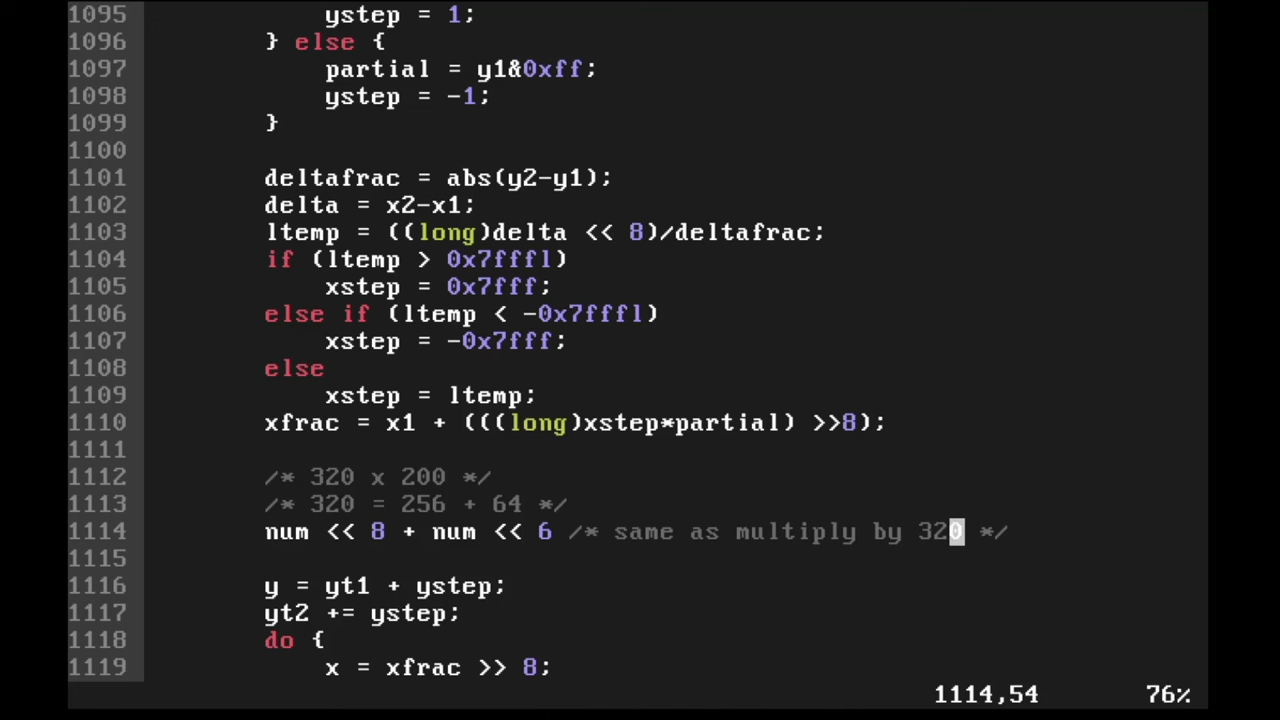 1095            ystep = 1;
1096        } else {
1097            partial = y1&0xff;
1098            ystep = -1;
1099        }
1100
1101        deltafrac = abs(y2-y1);
1102        delta = x2-x1;
1103        ltemp = ((long)delta << 8)/deltafrac;
1104        if (ltemp > 0x7fffl)
1105            xstep = 0x7fff;
1106        else if (ltemp < -0x7fffl)
1107            xstep = -0x7fff;
1108        else
1109            xstep = ltemp;
1110        xfrac = x1 + (((long)xstep*partial) >>8);
1111
1112        /* 320 x 200 */
1113        /* 320 = 256 + 64 */
1114        num << 8 + num << 6 /* same as multiply by 320 */
1115
1116        y = yt1 + ystep;
1117        yt2 += ystep;
1118        do {
1119            x = xfrac >> 8;
1114,54 76%